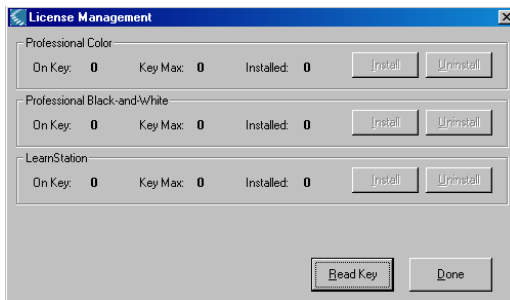 License Management
Professional Color
On Key: 0 Key Max: 0 Installed: 0 Install Uninstall
Professional Black-and-White
On Key: 0 Key Max: 0 Installed: 0 Install Uninstall
LearnStation
On Key: 0 Key Max: 0 Installed: 0 Install Uninstall
Read Key Done